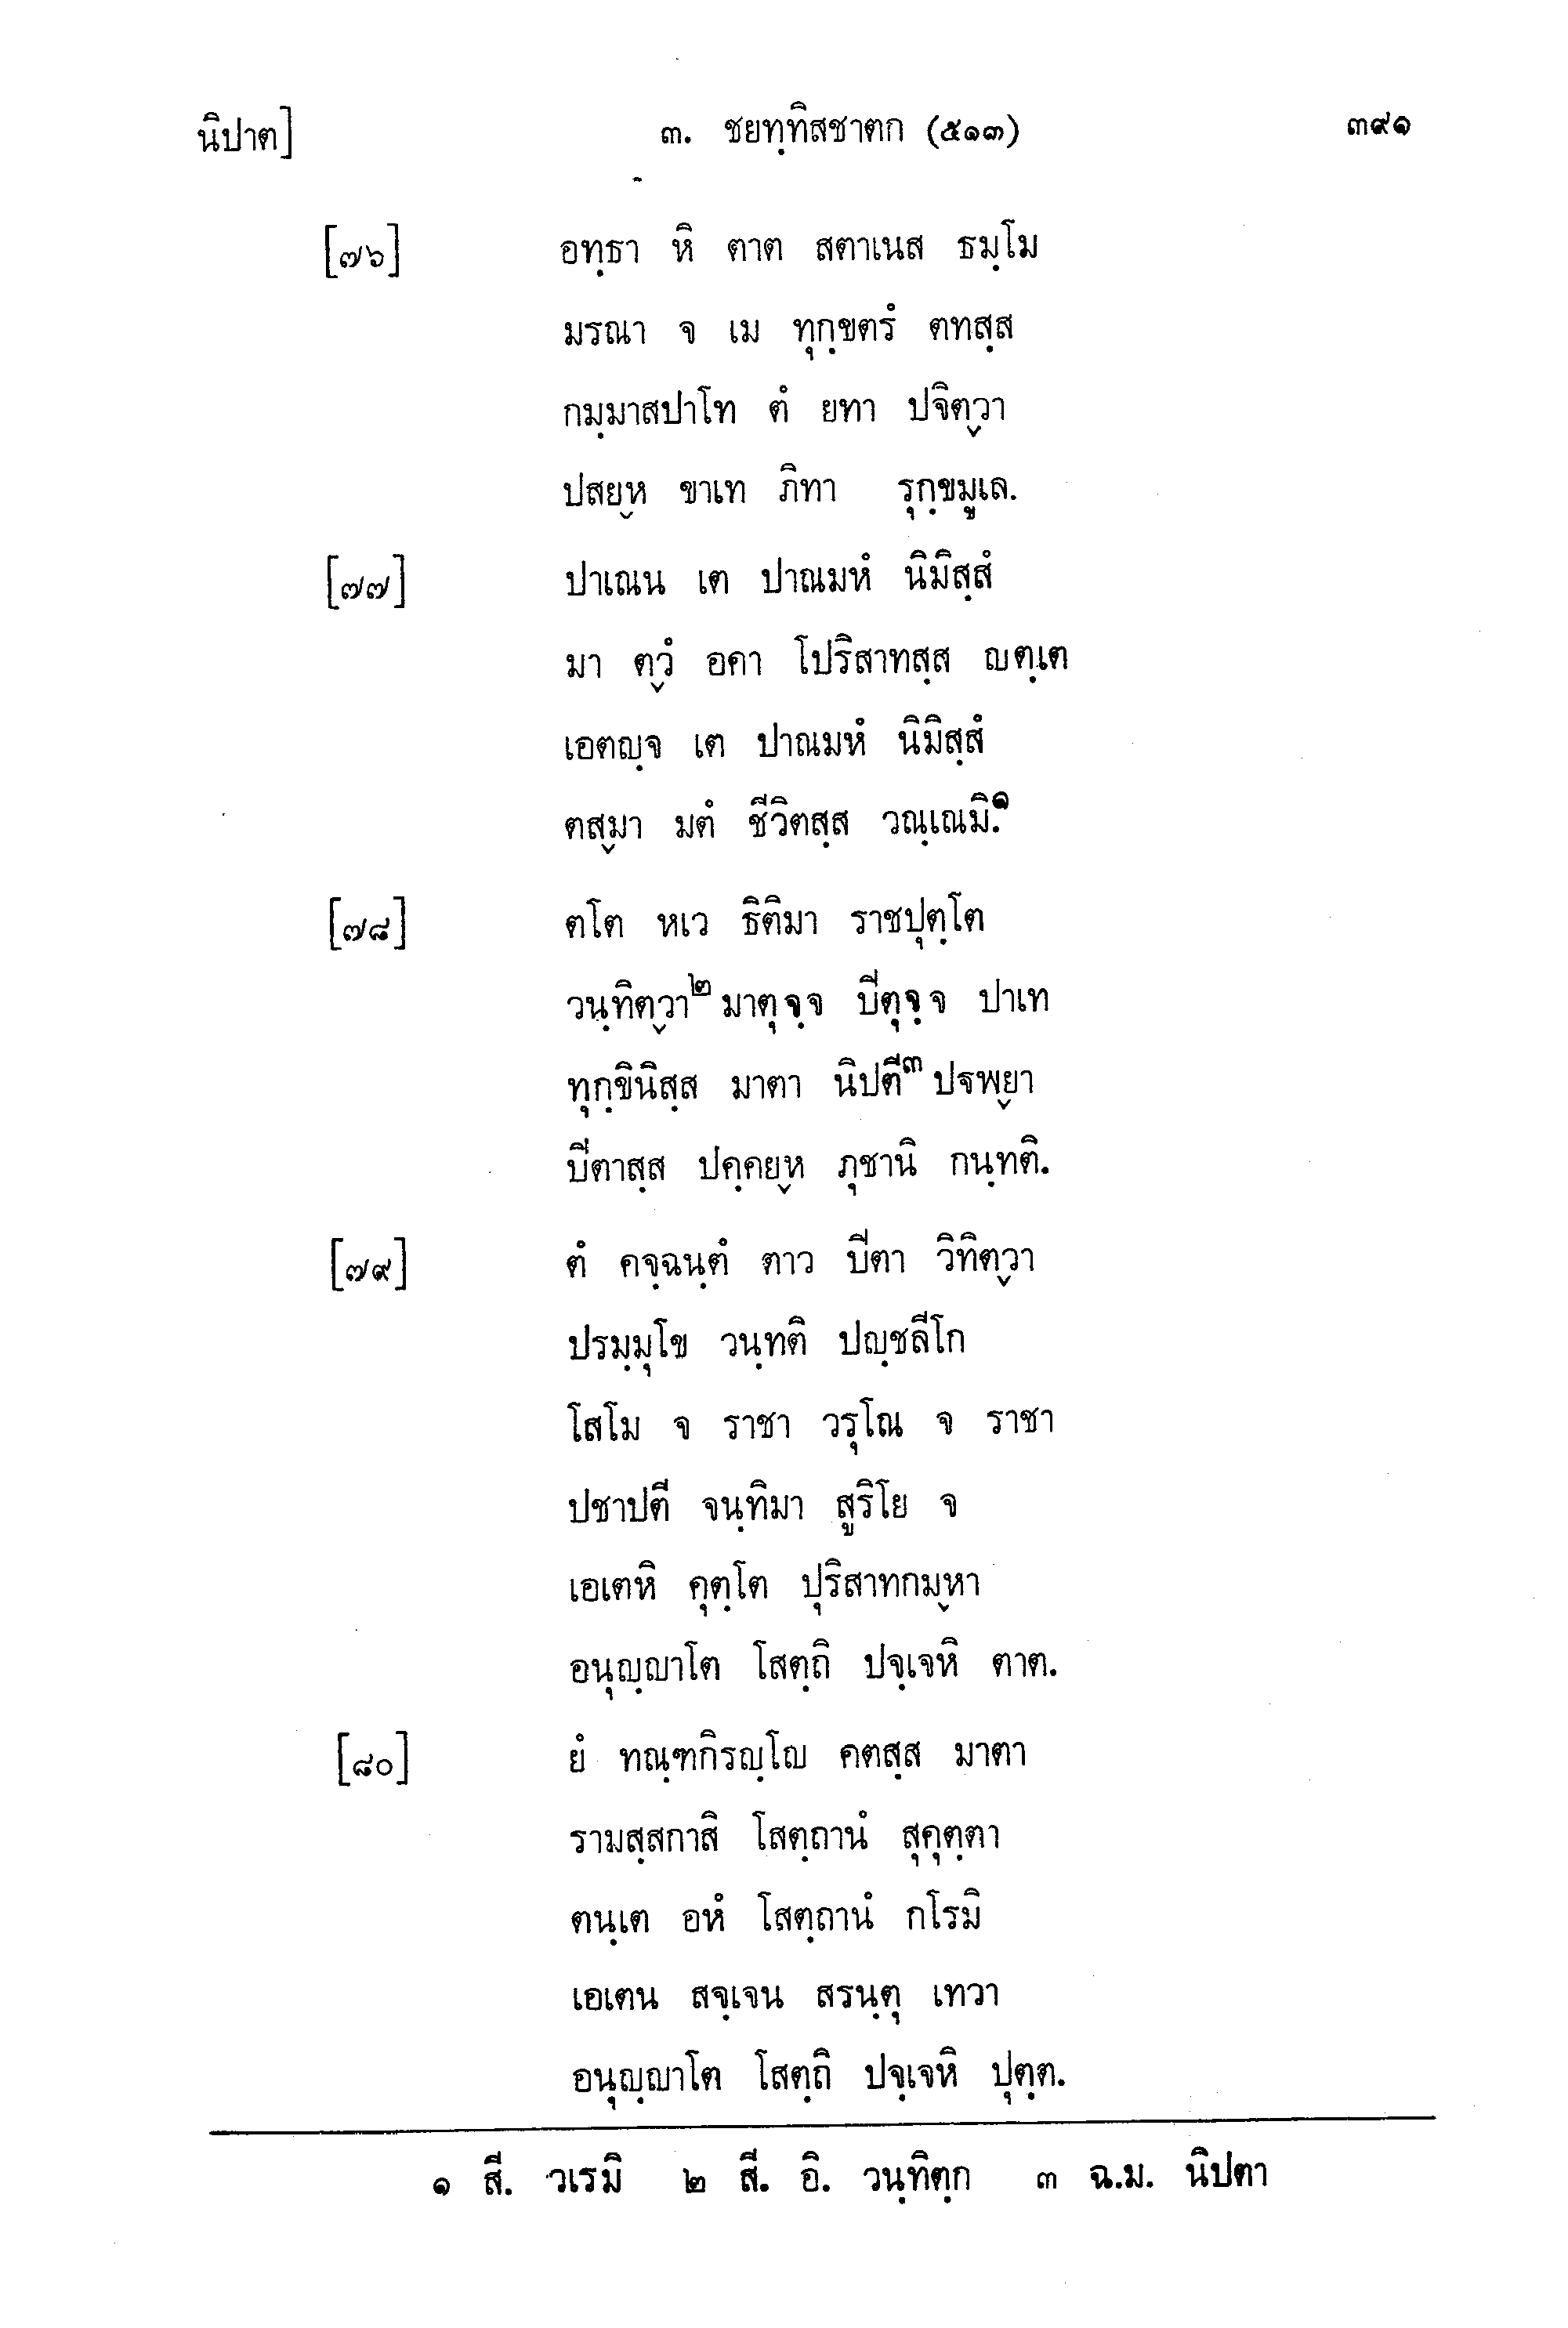 นิปาต] ๓. ชยทฺทิสชาตก (๕๑๓) ๓๙๑
[๗๖] อทฺธา หิ ตาต สตาเนส ธมฺโม
มรณา จ เม ทุกฺขตรํ ตทสฺส
กมฺมาสปาโท ตํ ยทา ปจิตฺวา
ปสยฺห ขาเท ภิทา รุกฺขมูเล.
[๗๗] ปาเณน เต ปาณมหํ นิมิสฺสํ
มา ตฺวํ อคา โปริสาทสฺส ญตฺเต
เอตญฺจ เต ปาณมหํ นิมิสฺสํ
ตสฺมา มตํ ชีวิตสฺส วณฺเณมิ.๑
[๗๘] ตโต หเว ธิติมา ราชปุตฺโต
วนฺทิตฺวา๒ มาตุจฺจ ปีตุจฺจ ปาเท
ทุกฺขินิสฺส มาตา นิปตี๓ ปจพฺยา
ปีตาสฺส ปคฺคยฺห ภุชานิ กนฺทติ.
[๗๙] ตํ คจฺฉนฺตํ ตาว ปีตา วิทิตฺวา
ปรมฺมุโข วนฺทติ ปญฺชลีโก
โสโม จ ราชา วรุโณ จ ราชา
ปชาปตี จนฺทิมา สูริโย จ
เอเตหิ คุตฺโต ปุริสาทกมฺหา
อนุญฺญาโต โสตฺถิ ปจฺเจหิ ตาต.
[๘๐] ยํ ทณฺฑกิรญฺโญ คตสฺส มาตา
รามสฺสกาสิ โสตฺถานํ สุคุตฺตา
ตนฺเต อหํ โสตฺถานํ กโรมิ
เอเตน สจฺเจน สรนฺตุ เทวา
อนุญฺญาโต โสตฺถิ ปจฺเจหิ ปุตฺต.
๑ สี. วเรมิ ๒ สี. อิ. วนฺทิตฺก ๓ ฉ.ม. นิปตา